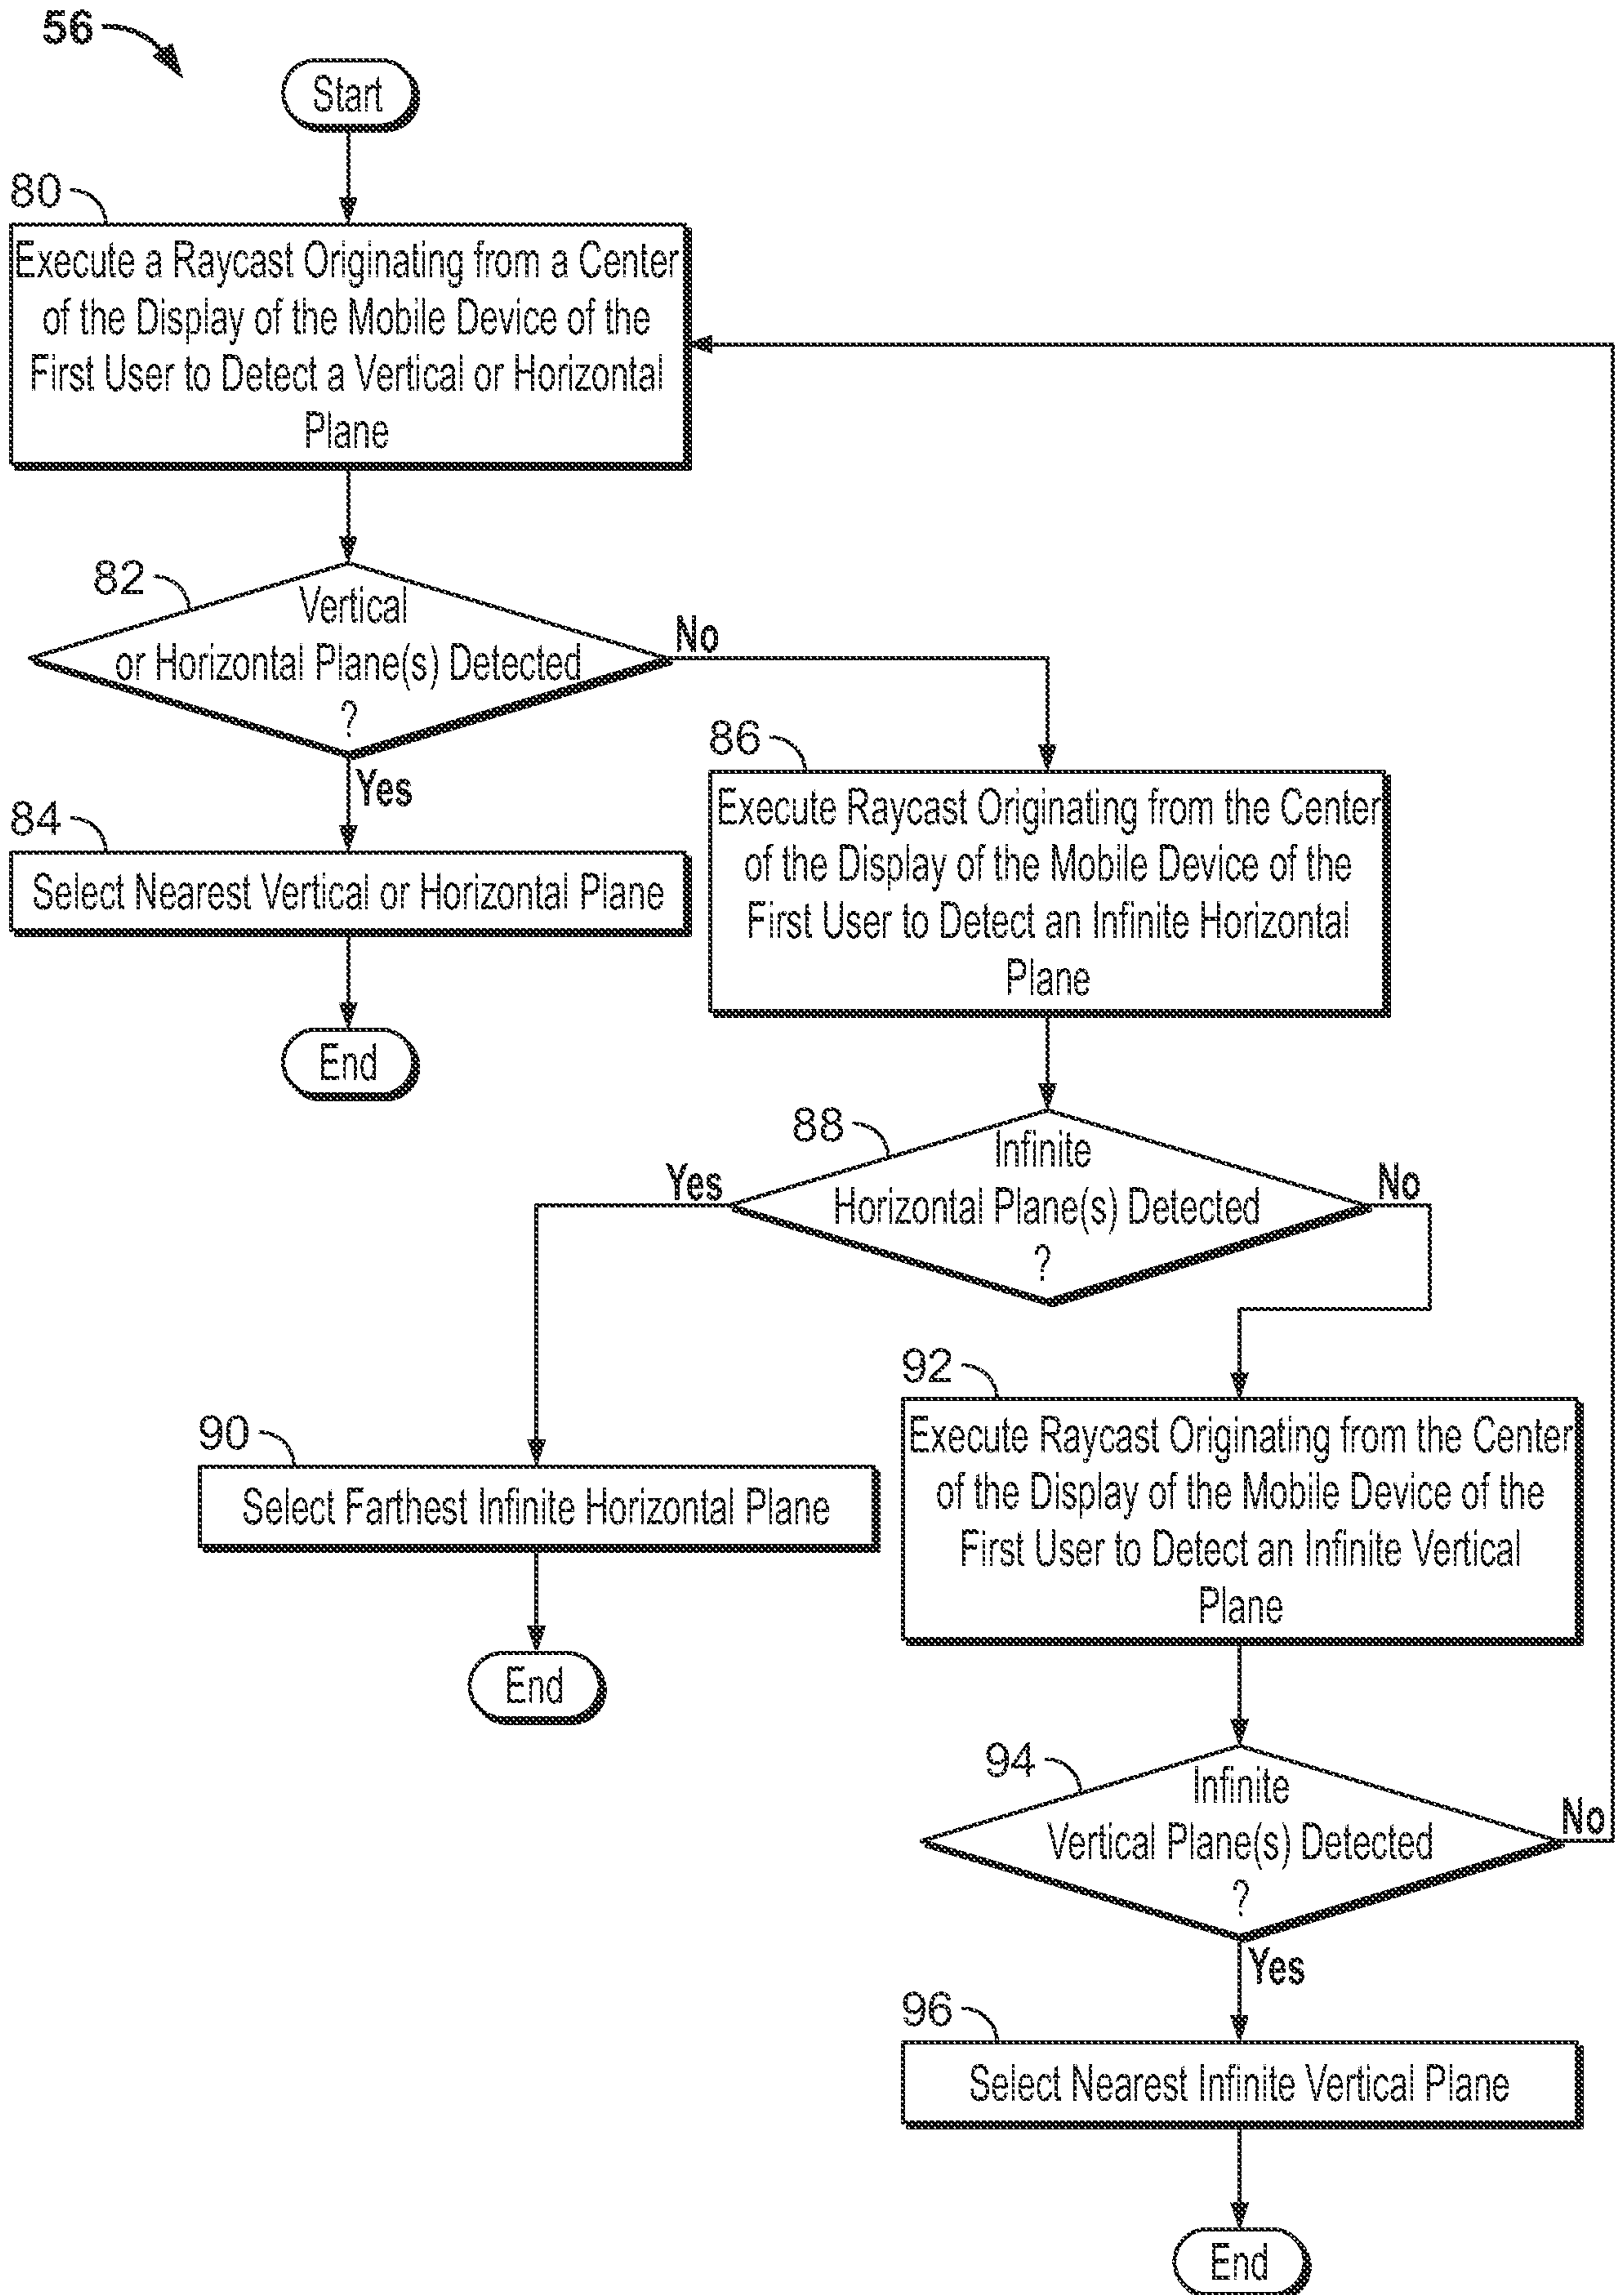 56
Start
80
Execute a Raycast Originating from a Center
of the Display of the Mobile Device of the
First User to Detect a Vertical or Horizontal
Plane
82
Vertical
or Horizontal Plane(s) Detected
?
No
Yes
84
Select Nearest Vertical or Horizontal Plane
End
86
Execute Raycast Originating from the Center
of the Display of the Mobile Device of the
First User to Detect an Infinite Horizontal
Plane
88
Infinite
Horizontal Plane(s) Detected
?
Yes
No
90
Select Farthest Infinite Horizontal Plane
End
92
Execute Raycast Originating from the Center
of the Display of the Mobile Device of the
First User to Detect an Infinite Vertical
Plane
94
Infinite
Vertical Plane(s) Detected
?
No
Yes
96
Select Nearest Infinite Vertical Plane
End